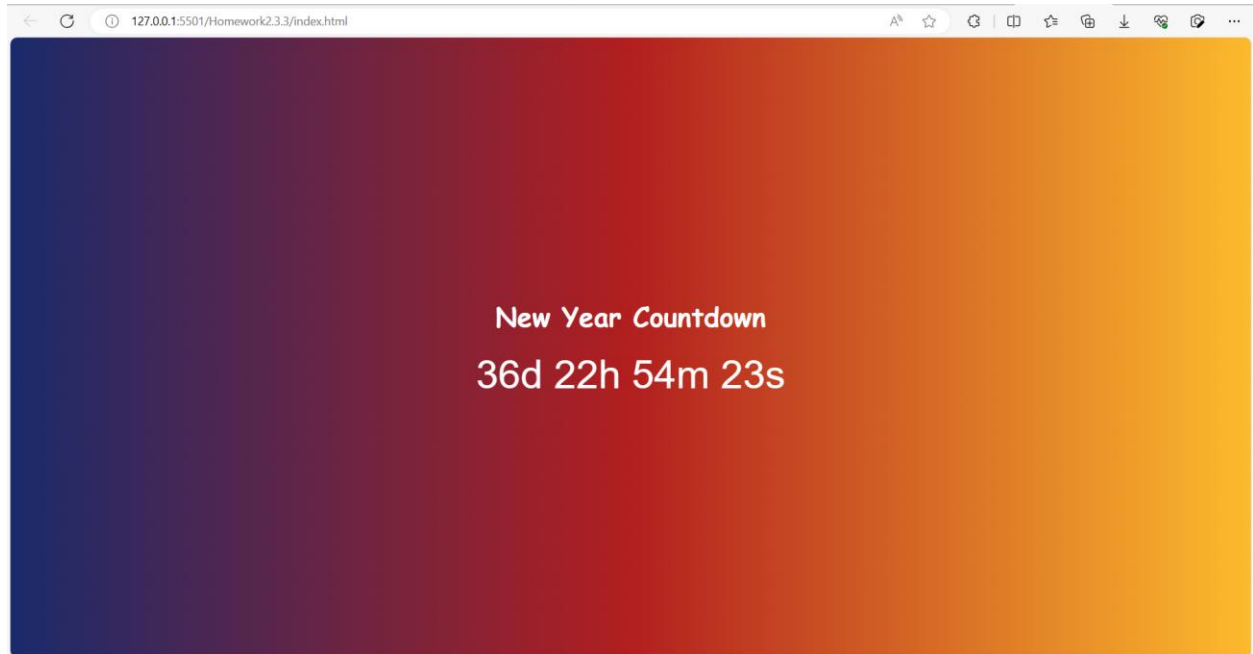 127.0.0.1:5501/Homework2.3.3/index.html
New Year Countdown
36d 22h 54m 23s